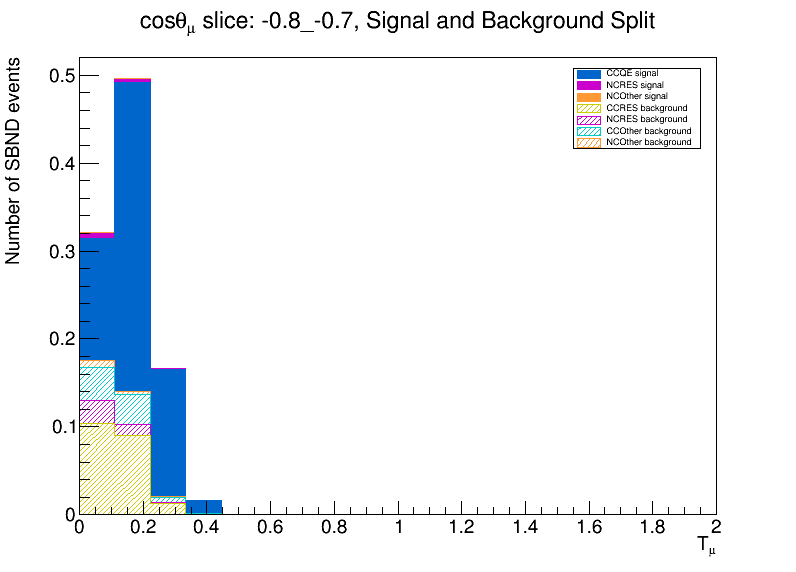 cosθμ slice: -0.8_-0.7, Signal and Background Split
Number of SBND events
CCQE signal
NCRES signal
NCOther signal
CCRES background
NCRES background
CCOther background
NCOther background
0.5
0.4
0.3
0.2
0.1
0
0 0.2 0.4 0.6 0.8 1 1.2 1.4 1.6 1.8 2
Tμ